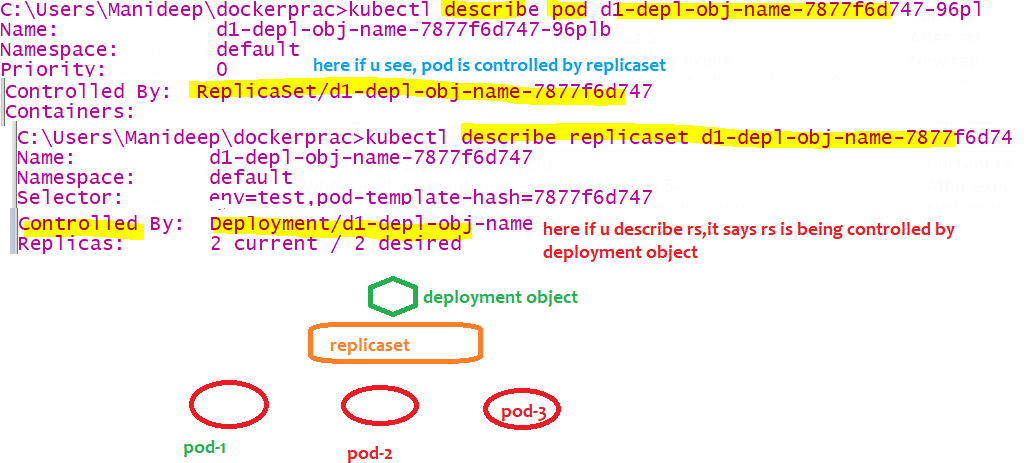 C:\Users\Manideep\dockerprac>kubectl describe pod d1-depl-obj-name-7877f6d747-96pl
Name: d1-depl-obj-name-7877f6d747-96plb
Namespace: default
Priority: 0
here if u see, pod is controlled by replicaset
Controlled By: ReplicaSet/d1-depl-obj-name-7877f6d747
Containers:
C:\Users\Manideep\dockerprac>kubectl describe replicaset d1-depl-obj-name-7877f6d74
Name: d1-depl-obj-name-7877f6d747
Namespace: default
Selector: env=test,pod-template-hash=7877f6d747
Controlled By: Deployment/d1-depl-obj-name
Replicas: 2 current / 2 desired
here if u describe rs,it says rs is being controlled by
deployment object
deployment object
replicaset
pod-3
pod-1
pod-2